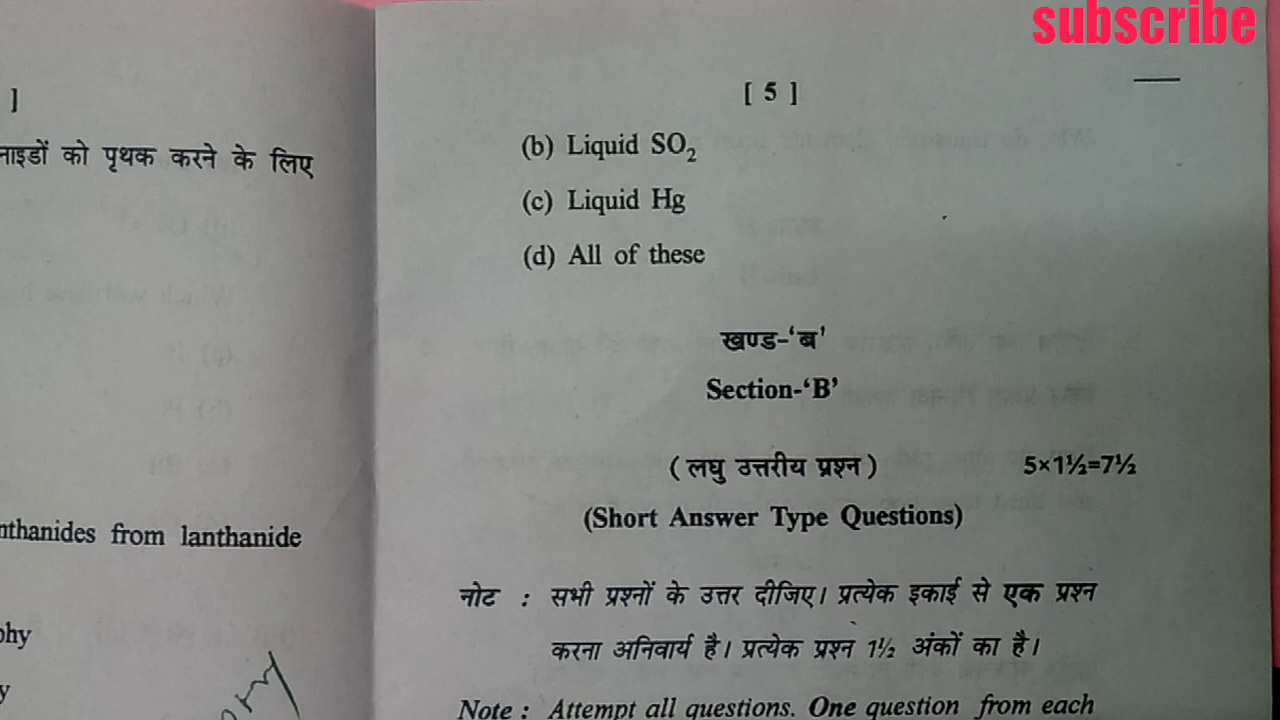 subscribe
]
नाइडों को पृथक करने के लिए
nthanides from lanthanide
phy
y
[ 5 ]
(b) Liquid SO₂
(c) Liquid Hg
(d) All of these
खण्ड-‘ब’
Section-‘B’
( लघु उत्तरीय प्रश्न ) 5×1½=7½
(Short Answer Type Questions)
नोट : सभी प्रश्नों के उत्तर दीजिए। प्रत्येक इकाई से एक प्रश्न
करना अनिवार्य है। प्रत्येक प्रश्न 1½ अंकों का है।
Note : Attempt all questions. One question from each